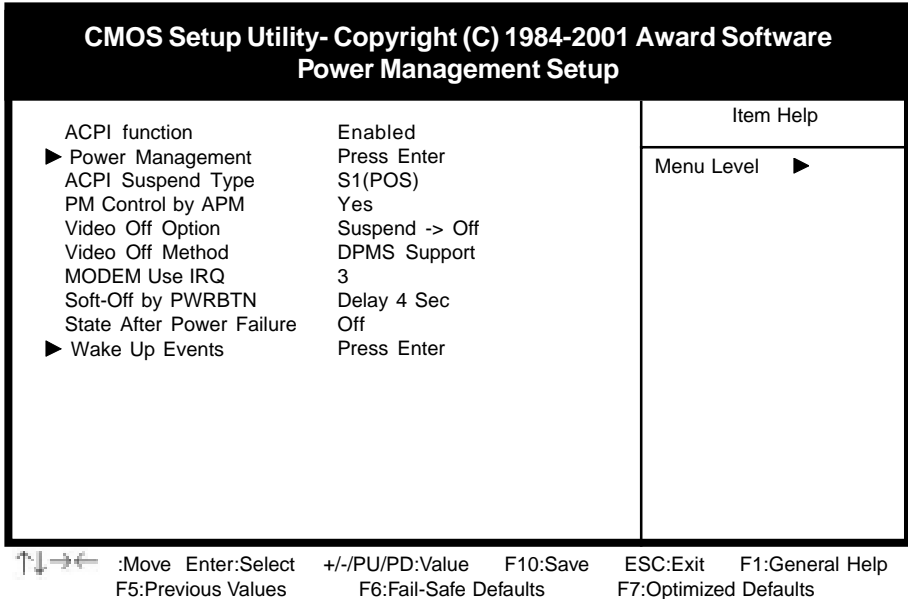 CMOS Setup Utility- Copyright (C) 1984-2001 Award Software
Power Management Setup
ACPI function Enabled
▶ Power Management Press Enter
ACPI Suspend Type S1(POS)
PM Control by APM Yes
Video Off Option Suspend -> Off
Video Off Method DPMS Support
MODEM Use IRQ 3
Soft-Off by PWRBTN Delay 4 Sec
State After Power Failure Off
▶ Wake Up Events Press Enter
Item Help
Menu Level ▶
↑↓→← :Move Enter:Select +/-/PU/PD:Value F10:Save ESC:Exit F1:General Help
F5:Previous Values F6:Fail-Safe Defaults F7:Optimized Defaults